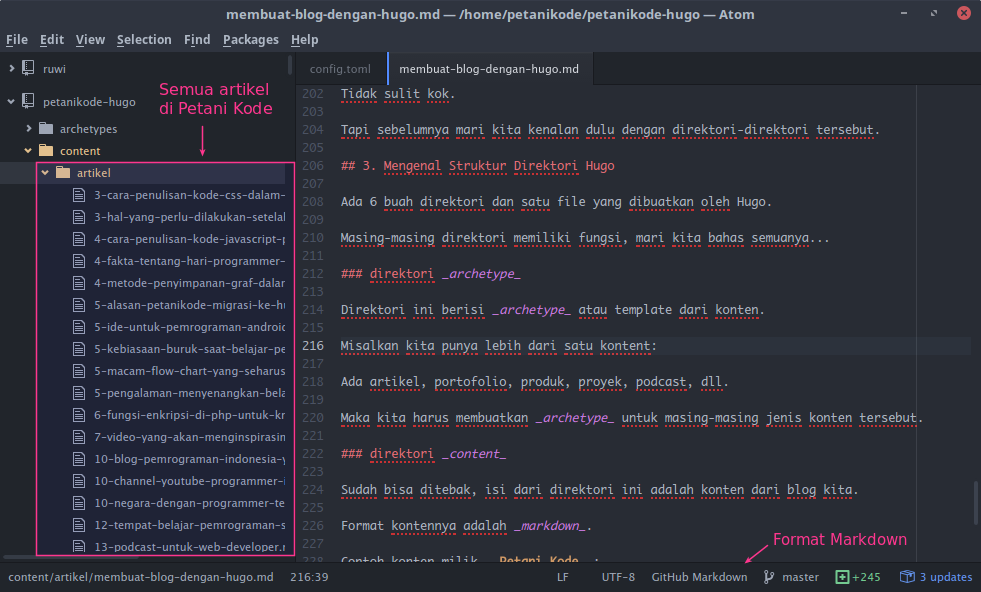 membuat-blog-dengan-hugo.md — /home/petanikode/petanikode-hugo — Atom
File Edit View Selection Find Packages Help
ruwi
petanikode-hugo
archetypes
content
artikel
3-cara-penulisan-kode-css-dalam-
3-hal-yang-perlu-dilakukan-setelal
4-cara-penulisan-kode-javascript-p
4-fakta-tentang-hari-programmer-
4-metode-penyimpanan-graf-dalar
5-alasan-petanikode-migrasi-ke-hu
5-ide-untuk-pemrograman-android
5-kebiasaan-buruk-saat-belajar-pe
5-macam-flow-chart-yang-seharus
5-pengalaman-menyenangkan-bela
6-fungsi-enkripsi-di-php-untuk-kr
7-video-yang-akan-menginspirasin
10-blog-pemrograman-indonesia-y
10-channel-youtube-programmer-i
10-negara-dengan-programmer-te
12-tempat-belajar-pemrograman-s
13-podcast-untuk-web-developer.r
Semua artikel
di Petani Kode
config.toml membuat-blog-dengan-hugo.md
202 Tidak sulit kok.
203
204 Tapi sebelumnya mari kita kenalan dulu dengan direktori-direktori tersebut.
205
206 ## 3. Mengenal Struktur Direktori Hugo
207
208 Ada 6 buah direktori dan satu file yang dibuatkan oleh Hugo.
209
210 Masing-masing direktori memiliki fungsi, mari kita bahas semuanya...
211
212 ### direktori _archetype_
213
214 Direktori ini berisi _archetype_ atau template dari konten.
215
216 Misalkan kita punya lebih dari satu kontent:
217
218 Ada artikel, portofolio, produk, proyek, podcast, dll.
219
220 Maka kita harus membuatkan _archetype_ untuk masing-masing jenis konten tersebut.
221
222 ### direktori _content_
223
224 Sudah bisa ditebak, isi dari direktori ini adalah konten dari blog kita.
225
226 Format kontennya adalah _markdown_.
227
228 Contoh konten milik Petani Kode :
Format Markdown
content/artikel/membuat-blog-dengan-hugo.md 216:39 LF UTF-8 GitHub Markdown master +245 3 updates